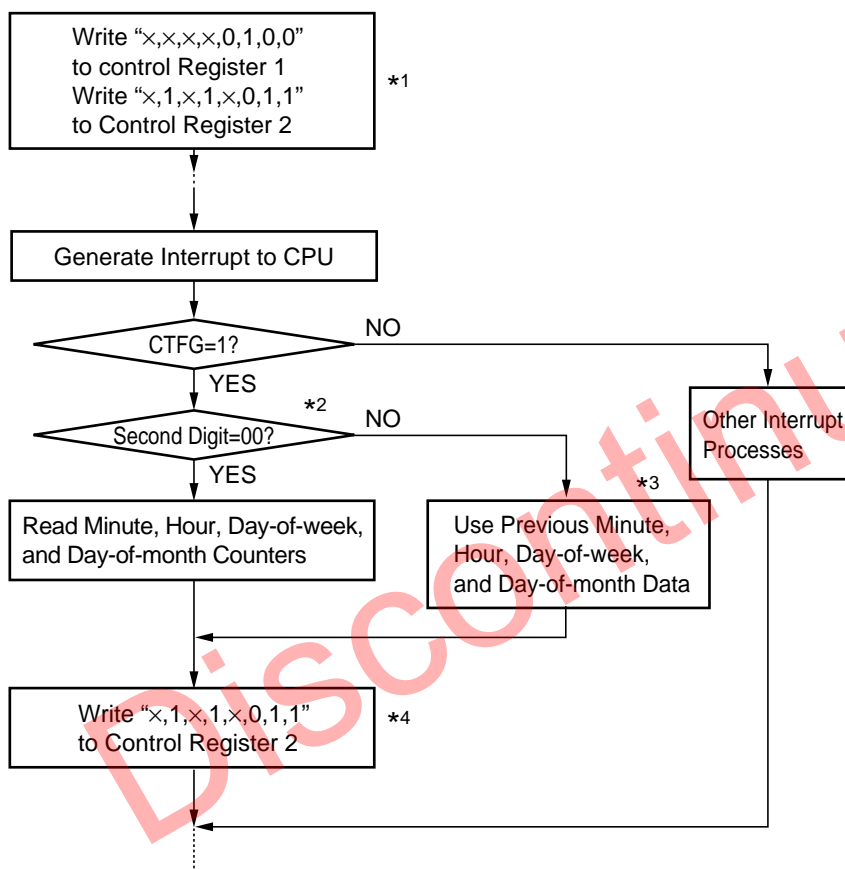 Write “×,×,×,×,0,1,0,0”
to control Register 1
Write “×,1,×,1,×,0,1,1”
to Control Register 2
*1
Generate Interrupt to CPU
CTFG=1?
NO
YES
*2
Second Digit=00?
NO
YES
Other Interrupt
Processes
Read Minute, Hour, Day-of-week,
and Day-of-month Counters
*3
Use Previous Minute,
Hour, Day-of-week,
and Day-of-month Data
Write “×,1,×,1,×,0,1,1”
to Control Register 2
*4
Discontinu